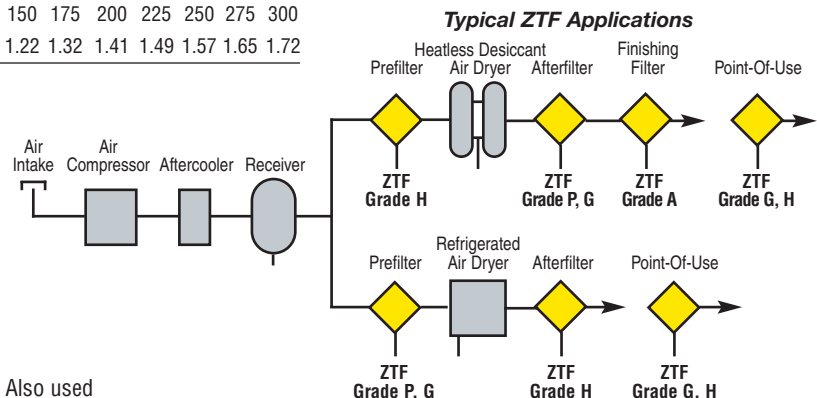 150 175 200 225 250 275 300
1.22 1.32 1.41 1.49 1.57 1.65 1.72
Typical ZTF Applications
Prefilter
Heatless Desiccant
Air Dryer
Afterfilter
Finishing
Filter
Point-Of-Use
ZTF
Grade H
ZTF
Grade P, G
ZTF
Grade A
ZTF
Grade G, H
Air
Intake
Air
Compressor
Aftercooler
Receiver
Prefilter
Refrigerated
Air Dryer
Afterfilter
Point-Of-Use
ZTF
Grade P, G
ZTF
Grade H
ZTF
Grade G, H
Also used